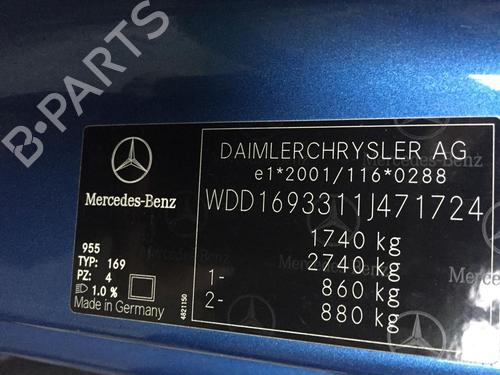 DAIMLERCHRYSLER AG
e1*2001/116*0288
WDD1693311J471724
1740 kg
2740 kg
1- 860 kg
2- 880 kg
Mercedes-Benz
955
TYP: 169
PZ: 4
1.0 %
Made in Germany
4821150
B-PARTS